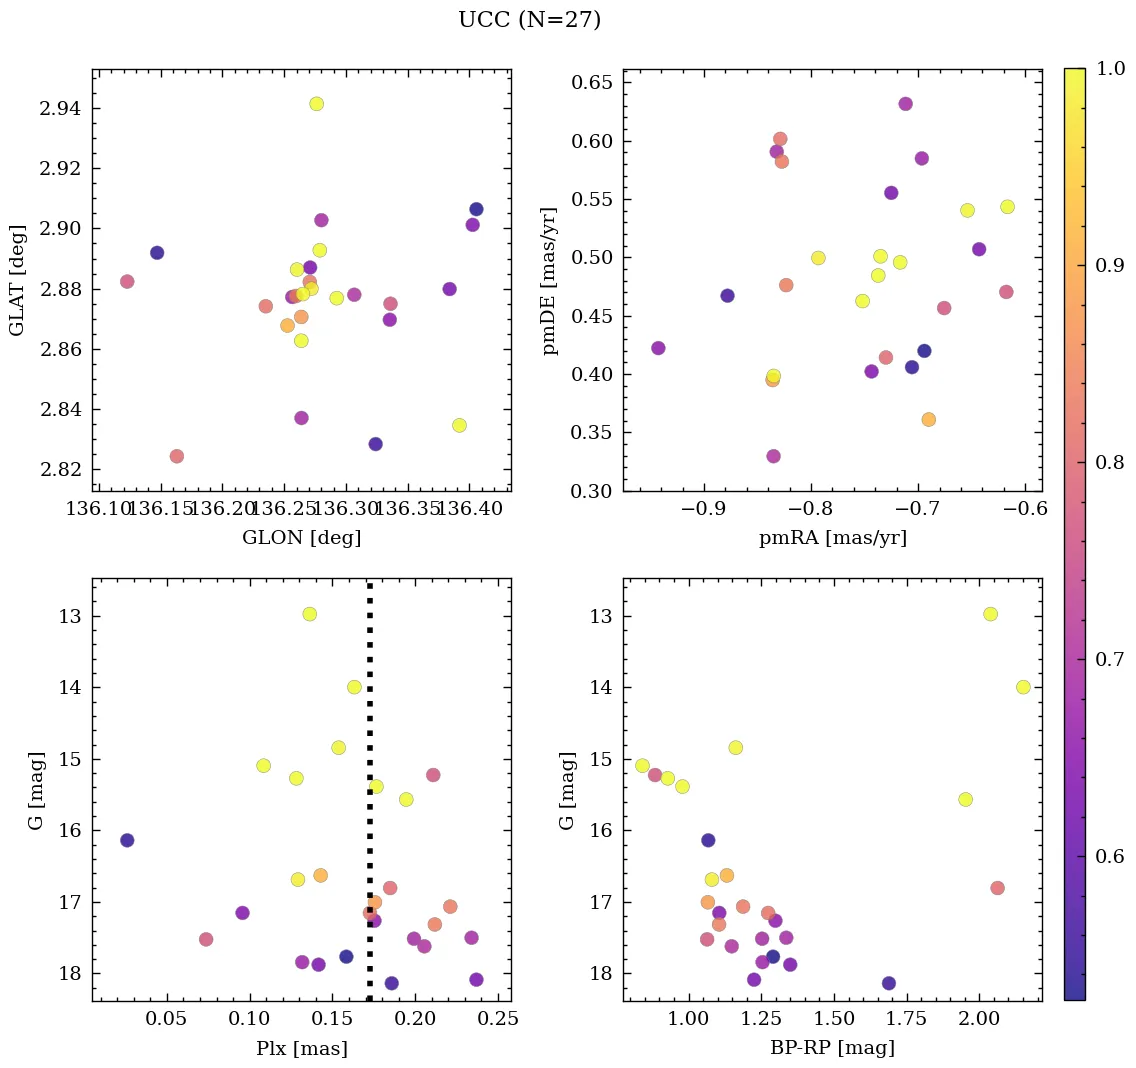 UCC (N=27)
2.94
2.92
2.90
2.88
2.86
2.84
2.82
GLAT [deg]
136.10 136.15 136.20 136.25 136.30 136.35 136.40
GLON [deg]
0.65
0.60
0.55
0.50
0.45
0.40
0.35
0.30
pmDE [mas/yr]
−0.9 −0.8 −0.7 −0.6
pmRA [mas/yr]
1.0
0.9
0.8
0.7
0.6
13
14
15
16
17
18
G [mag]
0.05 0.10 0.15 0.20 0.25
Plx [mas]
13
14
15
16
17
18
G [mag]
1.00 1.25 1.50 1.75 2.00
BP-RP [mag]